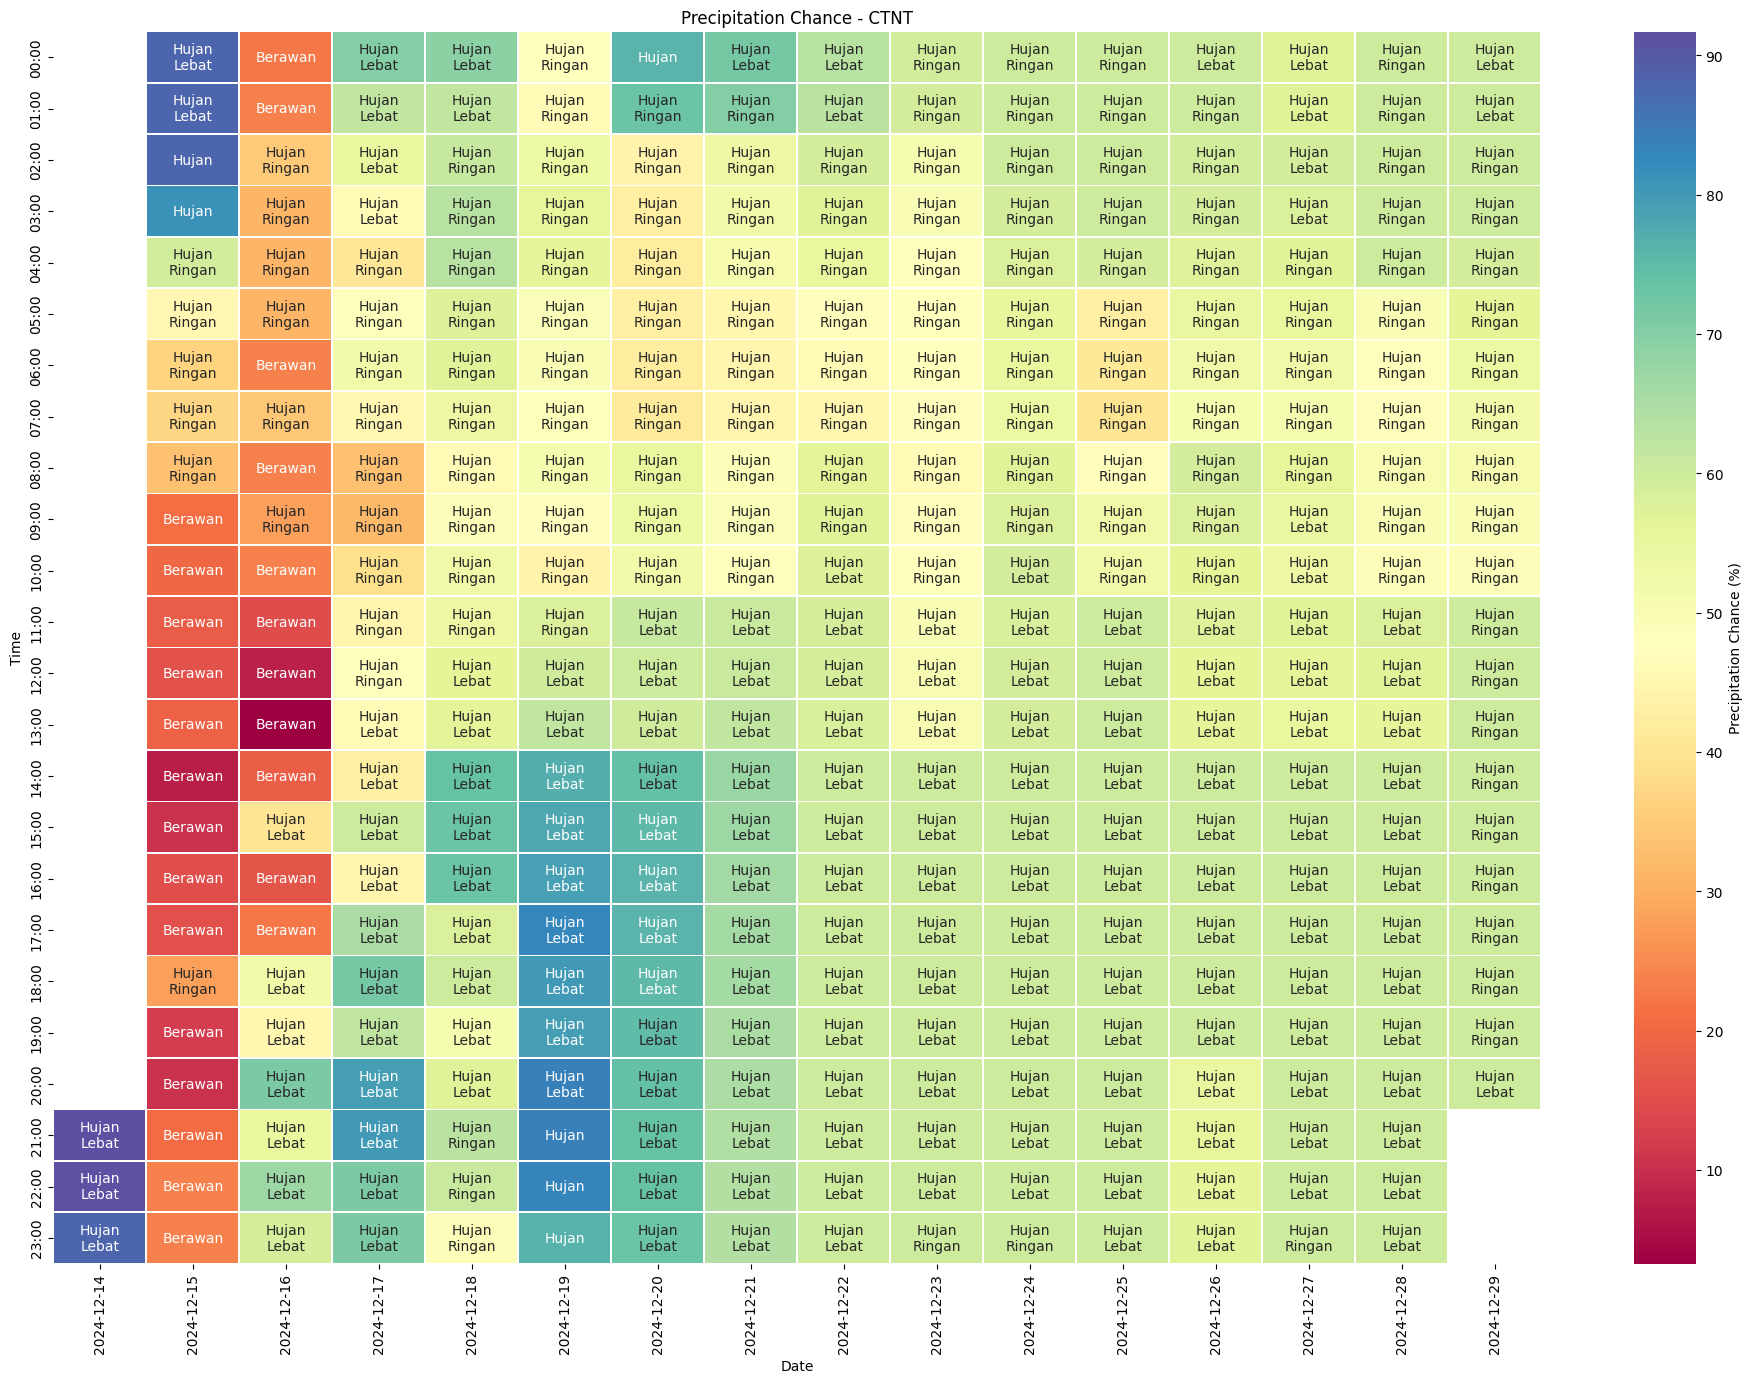 Precipitation Chance - CTNT
00:00 Hujan Lebat Berawan Hujan Lebat Hujan Lebat Hujan Ringan Hujan Hujan Lebat Hujan Lebat Hujan Ringan Hujan Ringan Hujan Ringan Hujan Lebat Hujan Lebat Hujan Ringan Hujan Lebat
01:00 Hujan Lebat Berawan Hujan Lebat Hujan Lebat Hujan Ringan Hujan Ringan Hujan Ringan Hujan Lebat Hujan Ringan Hujan Ringan Hujan Ringan Hujan Ringan Hujan Lebat Hujan Ringan Hujan Lebat
02:00 Hujan Hujan Ringan Hujan Lebat Hujan Ringan Hujan Ringan Hujan Ringan Hujan Ringan Hujan Ringan Hujan Ringan Hujan Ringan Hujan Ringan Hujan Ringan Hujan Lebat Hujan Ringan Hujan Ringan
03:00 Hujan Hujan Ringan Hujan Lebat Hujan Ringan Hujan Ringan Hujan Ringan Hujan Ringan Hujan Ringan Hujan Ringan Hujan Ringan Hujan Ringan Hujan Ringan Hujan Lebat Hujan Ringan Hujan Ringan
04:00 Hujan Ringan Hujan Ringan Hujan Ringan Hujan Ringan Hujan Ringan Hujan Ringan Hujan Ringan Hujan Ringan Hujan Ringan Hujan Ringan Hujan Ringan Hujan Ringan Hujan Ringan Hujan Ringan Hujan Ringan
05:00 Hujan Ringan Hujan Ringan Hujan Ringan Hujan Ringan Hujan Ringan Hujan Ringan Hujan Ringan Hujan Ringan Hujan Ringan Hujan Ringan Hujan Ringan Hujan Ringan Hujan Ringan Hujan Ringan Hujan Ringan
06:00 Hujan Ringan Berawan Hujan Ringan Hujan Ringan Hujan Ringan Hujan Ringan Hujan Ringan Hujan Ringan Hujan Ringan Hujan Ringan Hujan Ringan Hujan Ringan Hujan Ringan Hujan Ringan Hujan Ringan
07:00 Hujan Ringan Hujan Ringan Hujan Ringan Hujan Ringan Hujan Ringan Hujan Ringan Hujan Ringan Hujan Ringan Hujan Ringan Hujan Ringan Hujan Ringan Hujan Ringan Hujan Ringan Hujan Ringan Hujan Ringan
08:00 Hujan Ringan Berawan Hujan Ringan Hujan Ringan Hujan Ringan Hujan Ringan Hujan Ringan Hujan Ringan Hujan Ringan Hujan Ringan Hujan Ringan Hujan Ringan Hujan Ringan Hujan Ringan Hujan Ringan
09:00 Berawan Hujan Ringan Hujan Ringan Hujan Ringan Hujan Ringan Hujan Ringan Hujan Ringan Hujan Ringan Hujan Ringan Hujan Ringan Hujan Ringan Hujan Ringan Hujan Lebat Hujan Ringan Hujan Ringan
10:00 Berawan Berawan Hujan Ringan Hujan Ringan Hujan Ringan Hujan Ringan Hujan Ringan Hujan Lebat Hujan Ringan Hujan Lebat Hujan Ringan Hujan Ringan Hujan Lebat Hujan Ringan Hujan Ringan
11:00 Berawan Berawan Hujan Ringan Hujan Ringan Hujan Ringan Hujan Lebat Hujan Lebat Hujan Lebat Hujan Lebat Hujan Lebat Hujan Lebat Hujan Lebat Hujan Lebat Hujan Lebat Hujan Ringan
12:00 Berawan Berawan Hujan Ringan Hujan Lebat Hujan Lebat Hujan Lebat Hujan Lebat Hujan Lebat Hujan Lebat Hujan Lebat Hujan Lebat Hujan Lebat Hujan Lebat Hujan Lebat Hujan Ringan
13:00 Berawan Berawan Hujan Lebat Hujan Lebat Hujan Lebat Hujan Lebat Hujan Lebat Hujan Lebat Hujan Lebat Hujan Lebat Hujan Lebat Hujan Lebat Hujan Lebat Hujan Lebat Hujan Ringan
14:00 Berawan Berawan Hujan Lebat Hujan Lebat Hujan Lebat Hujan Lebat Hujan Lebat Hujan Lebat Hujan Lebat Hujan Lebat Hujan Lebat Hujan Lebat Hujan Lebat Hujan Lebat Hujan Ringan
15:00 Berawan Hujan Lebat Hujan Lebat Hujan Lebat Hujan Lebat Hujan Lebat Hujan Lebat Hujan Lebat Hujan Lebat Hujan Lebat Hujan Lebat Hujan Lebat Hujan Lebat Hujan Lebat Hujan Ringan
16:00 Berawan Berawan Hujan Lebat Hujan Lebat Hujan Lebat Hujan Lebat Hujan Lebat Hujan Lebat Hujan Lebat Hujan Lebat Hujan Lebat Hujan Lebat Hujan Lebat Hujan Lebat Hujan Ringan
17:00 Berawan Berawan Hujan Lebat Hujan Lebat Hujan Lebat Hujan Lebat Hujan Lebat Hujan Lebat Hujan Lebat Hujan Lebat Hujan Lebat Hujan Lebat Hujan Lebat Hujan Lebat Hujan Ringan
18:00 Hujan Ringan Hujan Lebat Hujan Lebat Hujan Lebat Hujan Lebat Hujan Lebat Hujan Lebat Hujan Lebat Hujan Lebat Hujan Lebat Hujan Lebat Hujan Lebat Hujan Lebat Hujan Lebat Hujan Ringan
19:00 Berawan Hujan Lebat Hujan Lebat Hujan Lebat Hujan Lebat Hujan Lebat Hujan Lebat Hujan Lebat Hujan Lebat Hujan Lebat Hujan Lebat Hujan Lebat Hujan Lebat Hujan Lebat Hujan Ringan
20:00 Berawan Hujan Lebat Hujan Lebat Hujan Lebat Hujan Lebat Hujan Lebat Hujan Lebat Hujan Lebat Hujan Lebat Hujan Lebat Hujan Lebat Hujan Lebat Hujan Lebat Hujan Lebat Hujan Lebat
21:00 Hujan Lebat Berawan Hujan Lebat Hujan Lebat Hujan Ringan Hujan Hujan Lebat Hujan Lebat Hujan Lebat Hujan Lebat Hujan Lebat Hujan Lebat Hujan Lebat Hujan Lebat Hujan Lebat
22:00 Hujan Lebat Berawan Hujan Lebat Hujan Lebat Hujan Ringan Hujan Hujan Lebat Hujan Lebat Hujan Lebat Hujan Lebat Hujan Lebat Hujan Lebat Hujan Lebat Hujan Lebat Hujan Lebat
23:00 Hujan Lebat Berawan Hujan Lebat Hujan Lebat Hujan Ringan Hujan Hujan Lebat Hujan Lebat Hujan Lebat Hujan Ringan Hujan Ringan Hujan Lebat Hujan Lebat Hujan Ringan Hujan Lebat
Time
2024-12-14 2024-12-15 2024-12-16 2024-12-17 2024-12-18 2024-12-19 2024-12-20 2024-12-21 2024-12-22 2024-12-23 2024-12-24 2024-12-25 2024-12-26 2024-12-27 2024-12-28 2024-12-29
Date
90
80
70
60
50
40
30
20
10
Precipitation Chance (%)